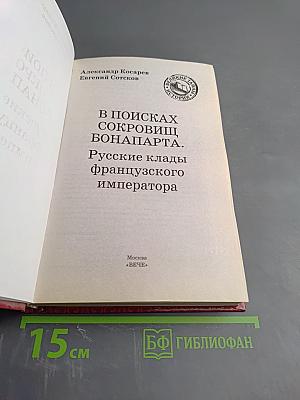 Александр Косарев
Евгений Сотсков
В ПОИСКАХ
СОКРОВИЩ
БОНАПАРТА.
Русские клады
французского
императора
Москва
«ВЕЧЕ»
15 см
БФ ГИБЛИОФАН